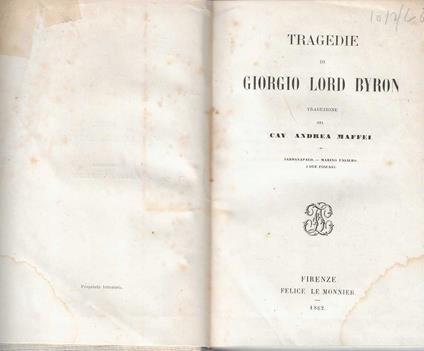 Proprietà letteraria.
TRAGEDIE
DI
GIORGIO LORD BYRON
TRADUZIONE
DEL
CAV ANDREA MAFFEI.
SARDANAPALO. — MARINO FALIERO.
I DUE FOSCARI.
FIRENZE
FELICE LE MONNIER.
1862.